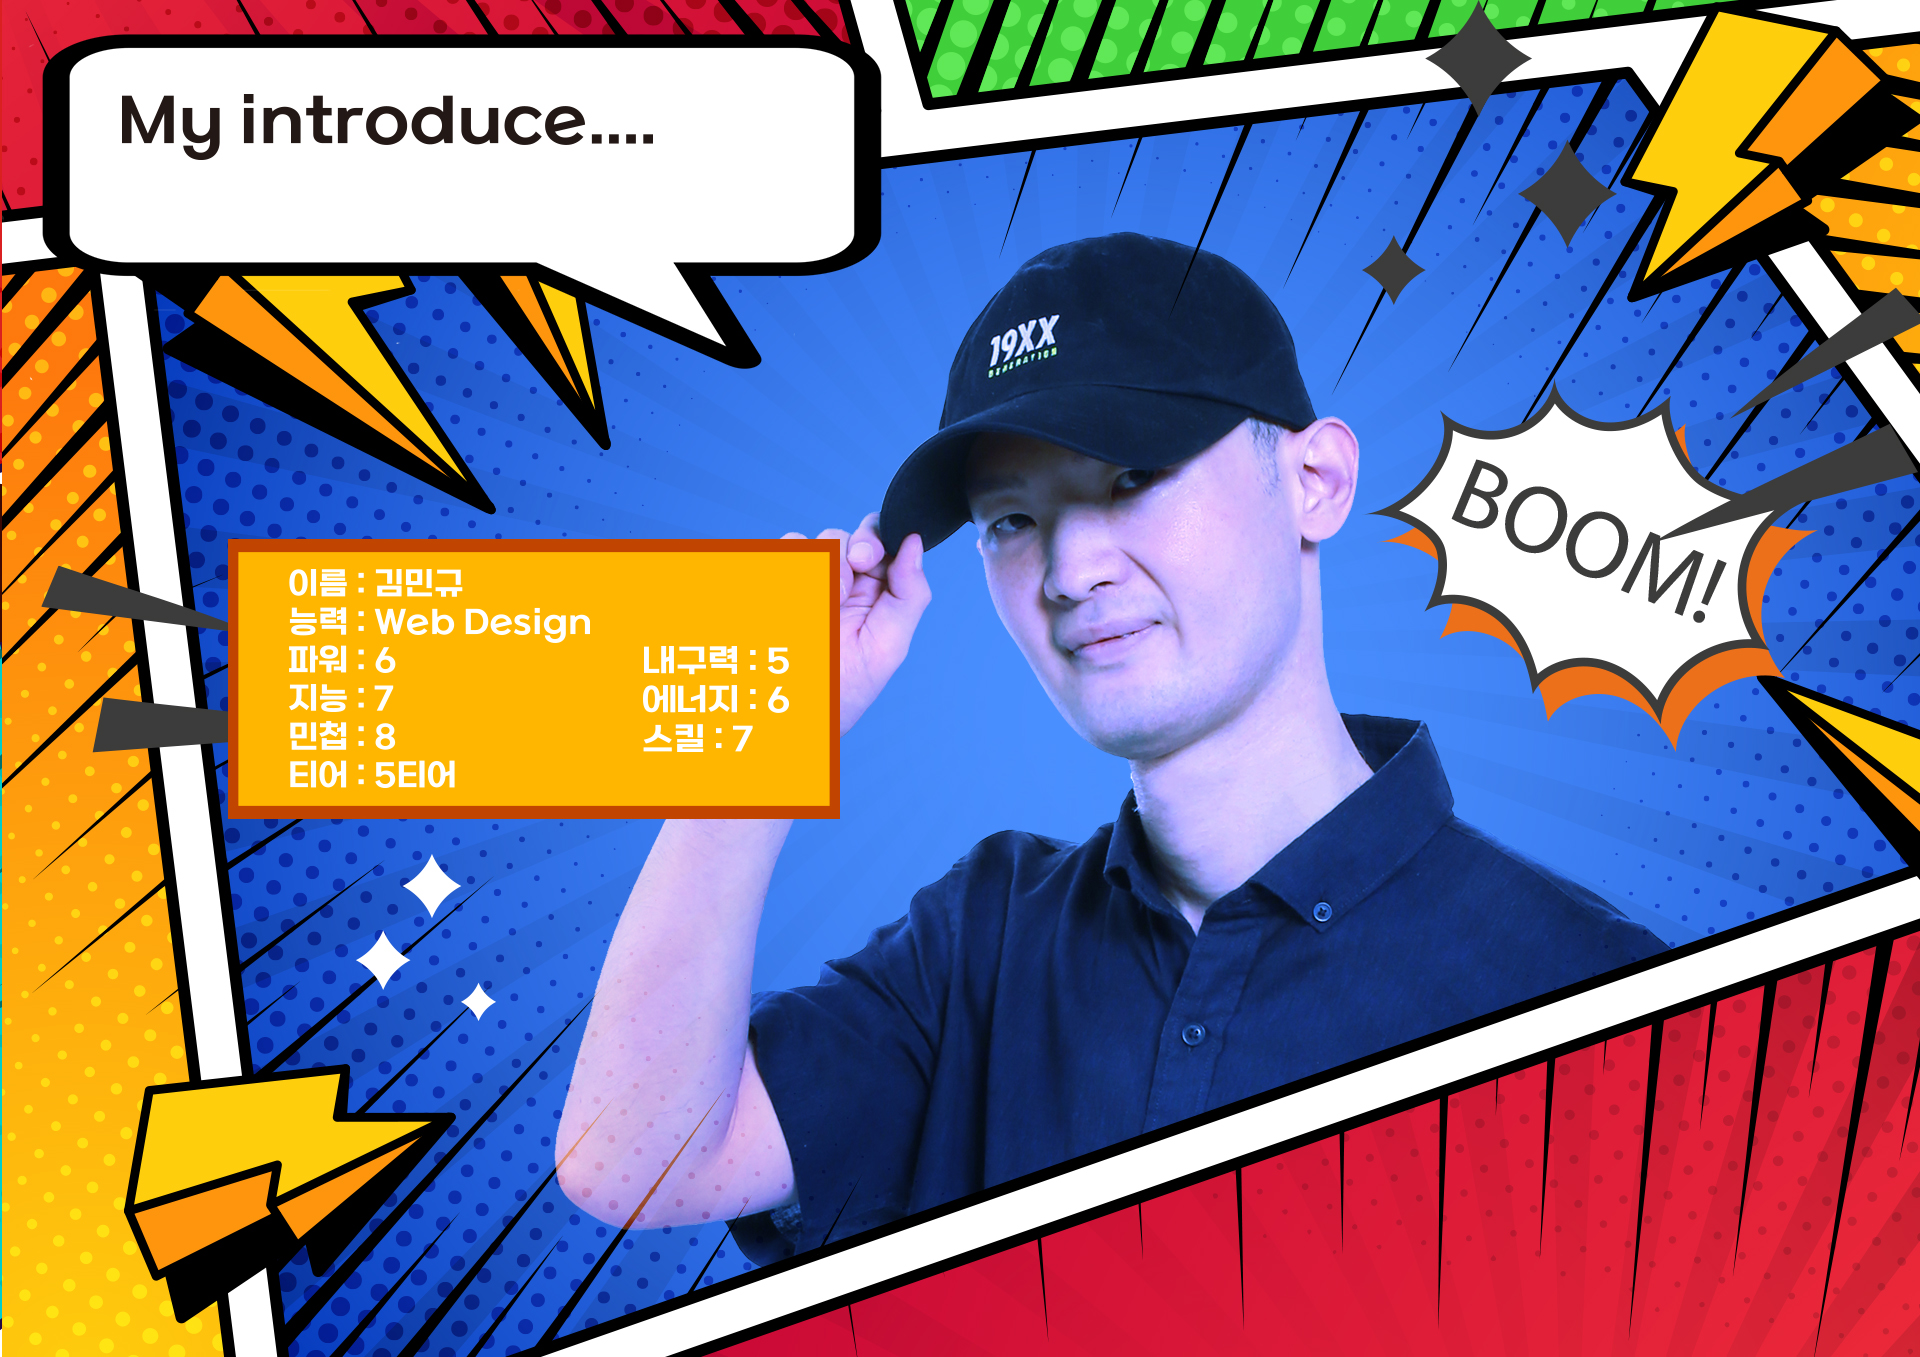 My introduce....
19XX
GENERATION
BOOM!
이름 : 김민규
능력 : Web Design
파워 : 6
지능 : 7
민첩 : 8
티어 : 5티어
내구력 : 5
에너지 : 6
스킬 : 7